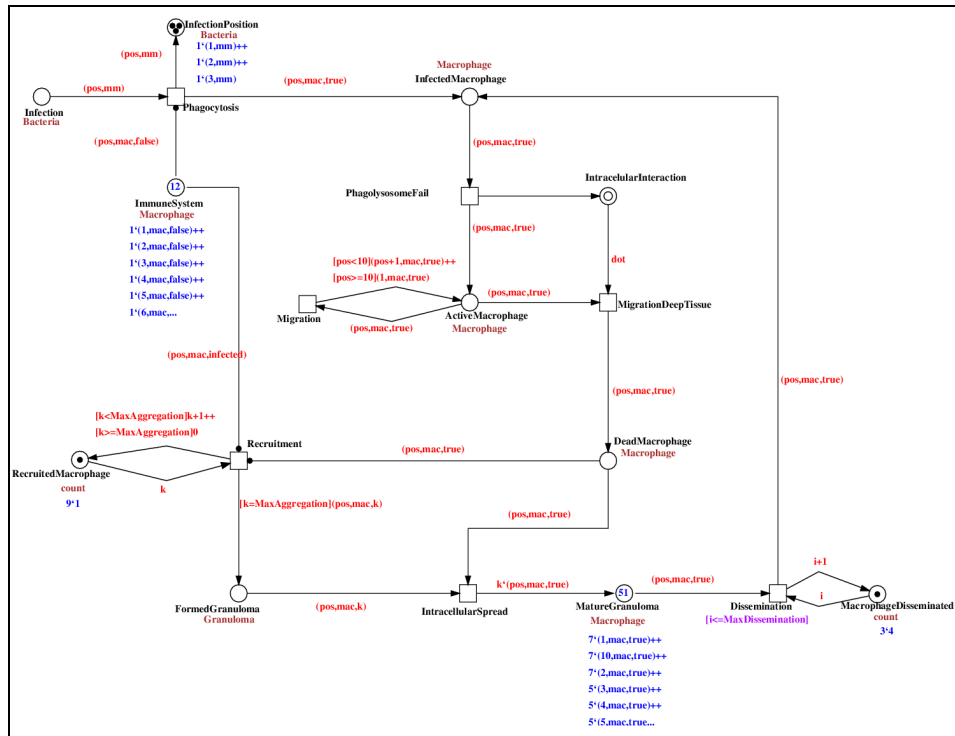 InfectionPosition
Bacteria
1‘(1,mm)++
1‘(2,mm)++
1‘(3,mm)
(pos,mm)
(pos,mm)
Infection
Bacteria
Phagocytosis
(pos,mac,true)
Macrophage
InfectedMacrophage
(pos,mac,false)
12
ImmuneSystem
Macrophage
1‘(1,mac,false)++
1‘(2,mac,false)++
1‘(3,mac,false)++
1‘(4,mac,false)++
1‘(5,mac,false)++
1‘(6,mac,...
(pos,mac,true)
PhagolysosomeFail
IntracelularInteraction
(pos,mac,true)
dot
[pos<10](pos+1,mac,true)++
[pos>=10](1,mac,true)
Migration
(pos,mac,true)
ActiveMacrophage
Macrophage
(pos,mac,true)
MigrationDeepTissue
(pos,mac,infected)
(pos,mac,true)
(pos,mac,true)
[k<MaxAggregation]k+1++
[k>=MaxAggregation]0
Recruitment
RecruitedMacrophage
count
9‘1
k
(pos,mac,true)
DeadMacrophage
Macrophage
[k=MaxAggregation](pos,mac,k)
(pos,mac,true)
FormedGranuloma
Granuloma
(pos,mac,k)
IntracellularSpread
k‘(pos,mac,true)
51
MatureGranuloma
Macrophage
7‘(1,mac,true)++
7‘(10,mac,true)++
7‘(2,mac,true)++
5‘(3,mac,true)++
5‘(4,mac,true)++
5‘(5,mac,true...
(pos,mac,true)
Dissemination
[i<=MaxDissemination]
i+1
i
MacrophageDisseminated
count
3‘4